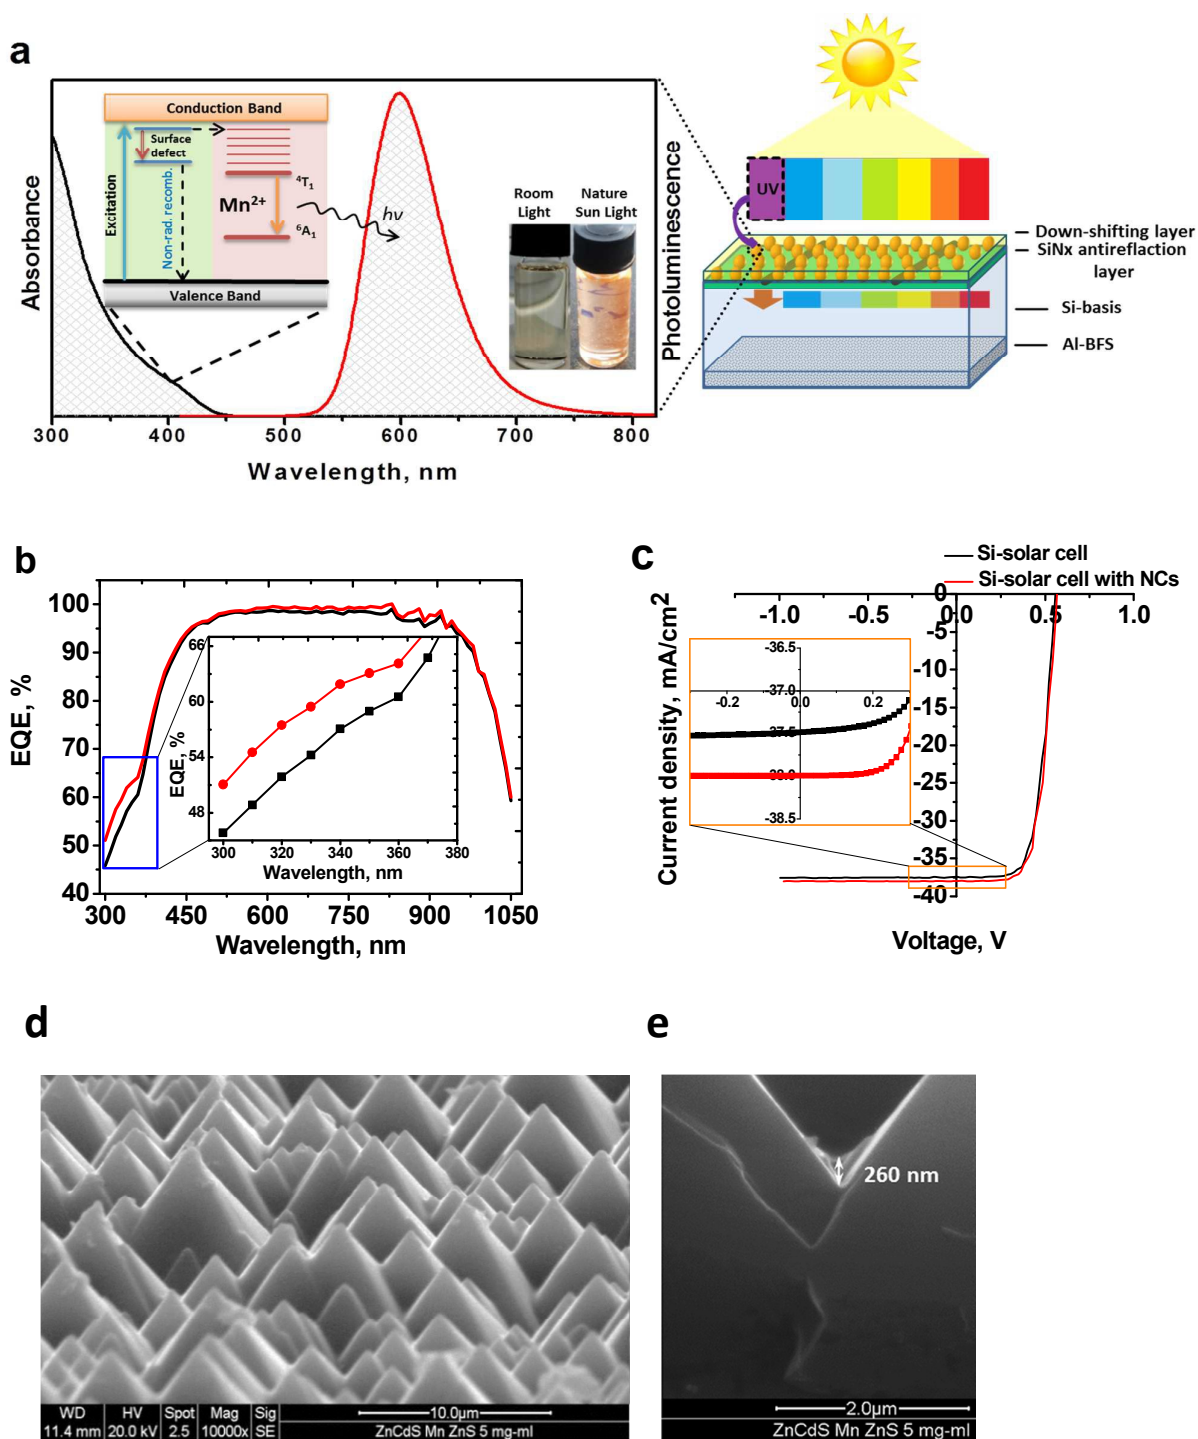 a
Conduction Band
Surface
defect
Excitation
Non-rad. recomb.
Mn²⁺
⁴T₁
⁶A₁
hν
Valence Band
Room
Light
Nature
Sun Light
Absorbance
Photoluminescence
300 400 500 600 700 800
Wavelength, nm
UV
Down-shifting layer
SiNx antireflaction
layer
Si-basis
Al-BFS
b
EQE, %
100
90
80
70
60
50
40
300 450 600 750 900 1050
Wavelength, nm
EQE, %
66
60
54
48
300 320 340 360 380
Wavelength, nm
c
Si-solar cell
Si-solar cell with NCs
Current density, mA/cm²
-1.0 -0.5 0.0 0.5 1.0
0
-5
-10
-15
-20
-25
-30
-35
-40
Voltage, V
-36.5
-37.0
-37.5
-38.0
-38.5
-0.2 0.0 0.2
d
WD HV Spot Mag Sig 10.0µm
11.4 mm 20.0 kV 2.5 10000x SE ZnCdS Mn ZnS 5 mg-ml
e
260 nm
2.0µm
ZnCdS Mn ZnS 5 mg-ml